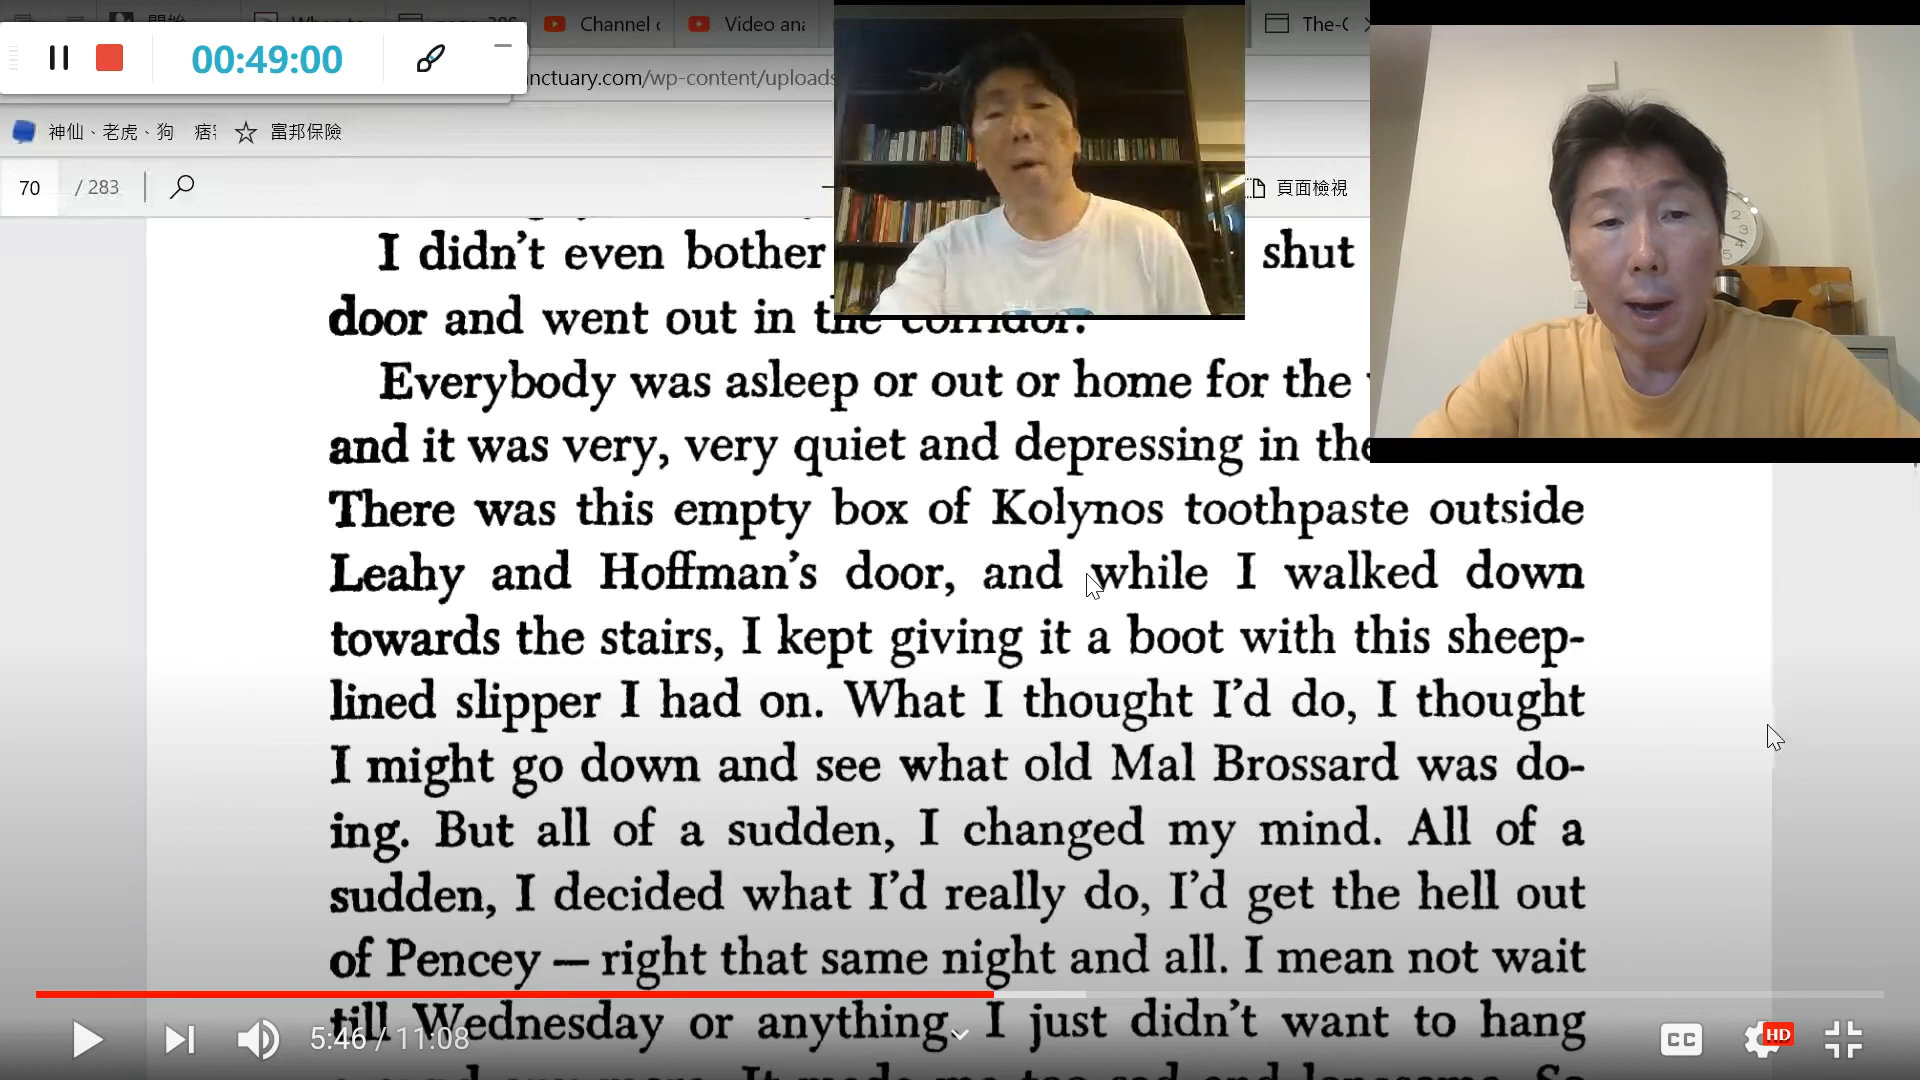 開始
Channel
Video
The-
00:49:00
nctuary.com/wp-content/uploads
神仙、老虎、狗
富邦保險
70 / 283
頁面檢視
I didn't even bother shut
door and went out in the corridor.
Everybody was asleep or out or home for the
and it was very, very quiet and depressing in the
There was this empty box of Kolynos toothpaste outside
Leahy and Hoffman's door, and while I walked down
towards the stairs, I kept giving it a boot with this sheep-
lined slipper I had on. What I thought I'd do, I thought
I might go down and see what old Mal Brossard was do-
ing. But all of a sudden, I changed my mind. All of a
sudden, I decided what I'd really do, I'd get the hell out
of Pencey — right that same night and all. I mean not wait
till Wednesday or anything. I just didn't want to hang
5:46 / 11:08
CC
HD
2
3
4
5